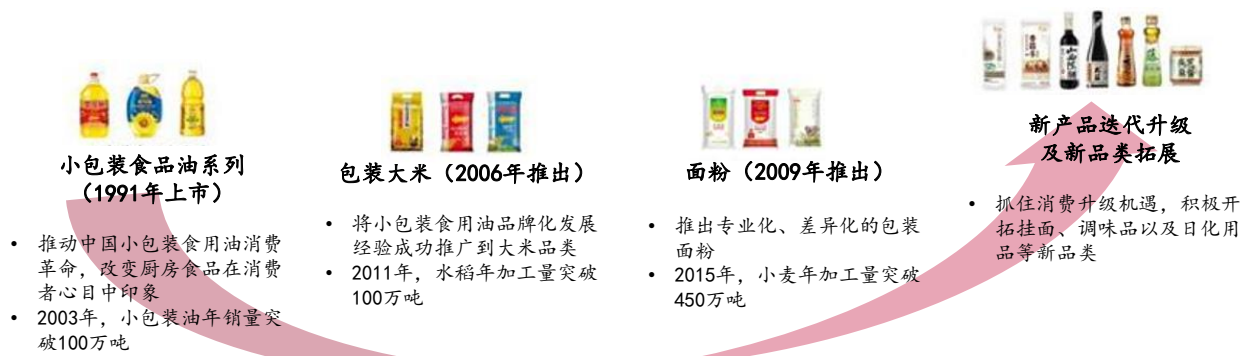 小包装食品油系列
（1991年上市）
• 推动中国小包装食用油消费
革命，改变厨房食品在消费
者心目中印象
• 2003年，小包装油年销量突
破100万吨
包装大米（2006年推出）
• 将小包装食用油品牌化发展
经验成功推广到大米品类
• 2011年，水稻年加工量突破
100万吨
面粉（2009年推出）
• 推出专业化、差异化的包装
面粉
• 2015年，小麦年加工量突破
450万吨
新产品迭代升级
及新品类拓展
• 抓住消费升级机遇，积极开
拓挂面、调味品以及日化用
品等新品类